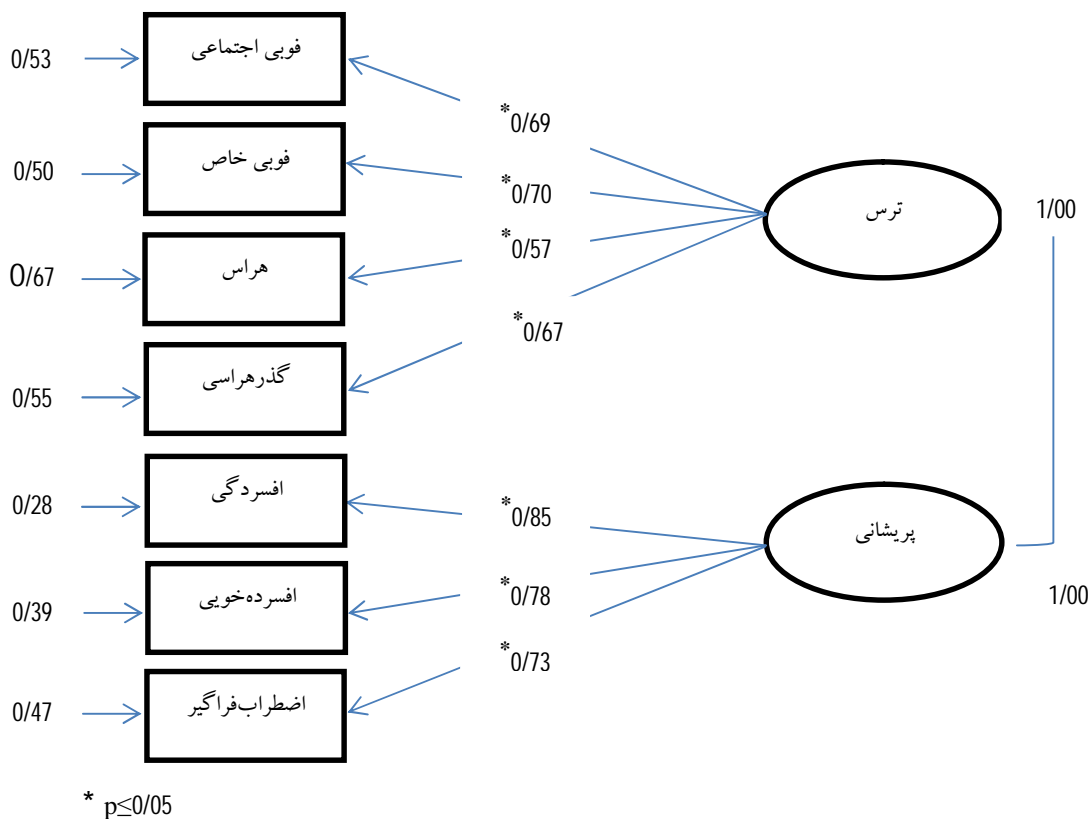 فوبی اجتماعی
0/53
*0/69
فوبی خاص
0/50
*0/70
ترس
1/00
هراس
O/67
*0/57
*0/67
گذرهراسی
0/55
افسردگی
0/28
*0/85
پریشانی
افسرده‌خویی
0/39
*0/78
1/00
*0/73
اضطراب‌فراگیر
0/47
* p≤0/05